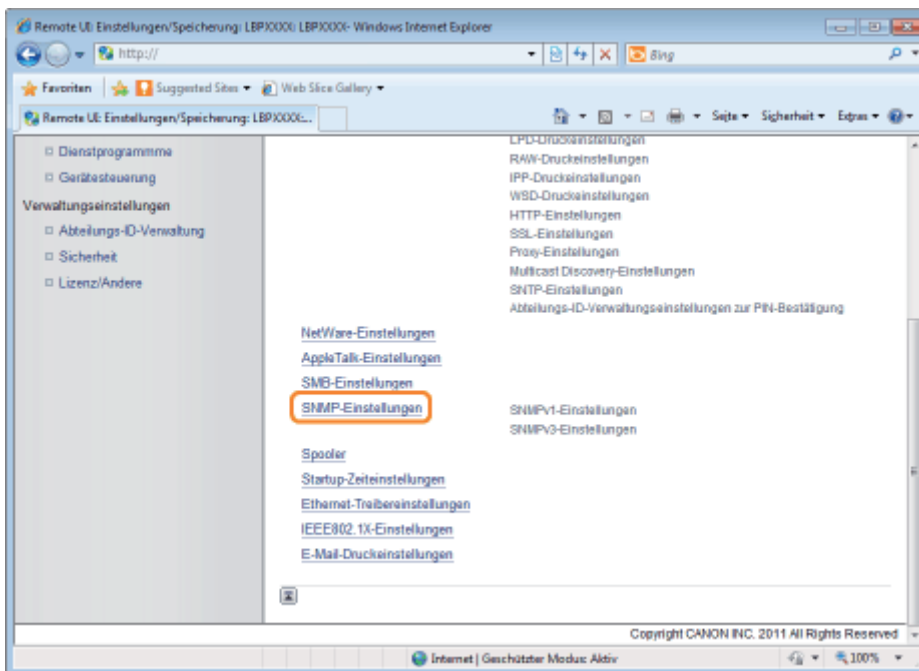 Remote UI: Einstellungen/Speicherung: LBPXXXX: LBPXXXX- Windows Internet Explorer
http://
Bing
Favoriten
Suggested Sites
Web Slice Gallery
Remote UI: Einstellungen/Speicherung: LBPXXXX:...
Seite
Sicherheit
Extras
Dienstprogrammme
Gerätesteuerung
Verwaltungseinstellungen
Abteilungs-ID-Verwaltung
Sicherheit
Lizenz/Andere
LPD-Druckeinstellungen
RAW-Druckeinstellungen
IPP-Druckeinstellungen
WSD-Druckeinstellungen
HTTP-Einstellungen
SSL-Einstellungen
Proxy-Einstellungen
Multicast Discovery-Einstellungen
SNTP-Einstellungen
Abteilungs-ID-Verwaltungseinstellungen zur PIN-Bestätigung
NetWare-Einstellungen
AppleTalk-Einstellungen
SMB-Einstellungen
SNMP-Einstellungen
SNMPv1-Einstellungen
SNMPv3-Einstellungen
Spooler
Startup-Zeiteinstellungen
Ethernet-Treibereinstellungen
IEEE802.1X-Einstellungen
E-Mail-Druckeinstellungen
Copyright CANON INC. 2011 All Rights Reserved
Internet | Geschützter Modus: Aktiv
100%